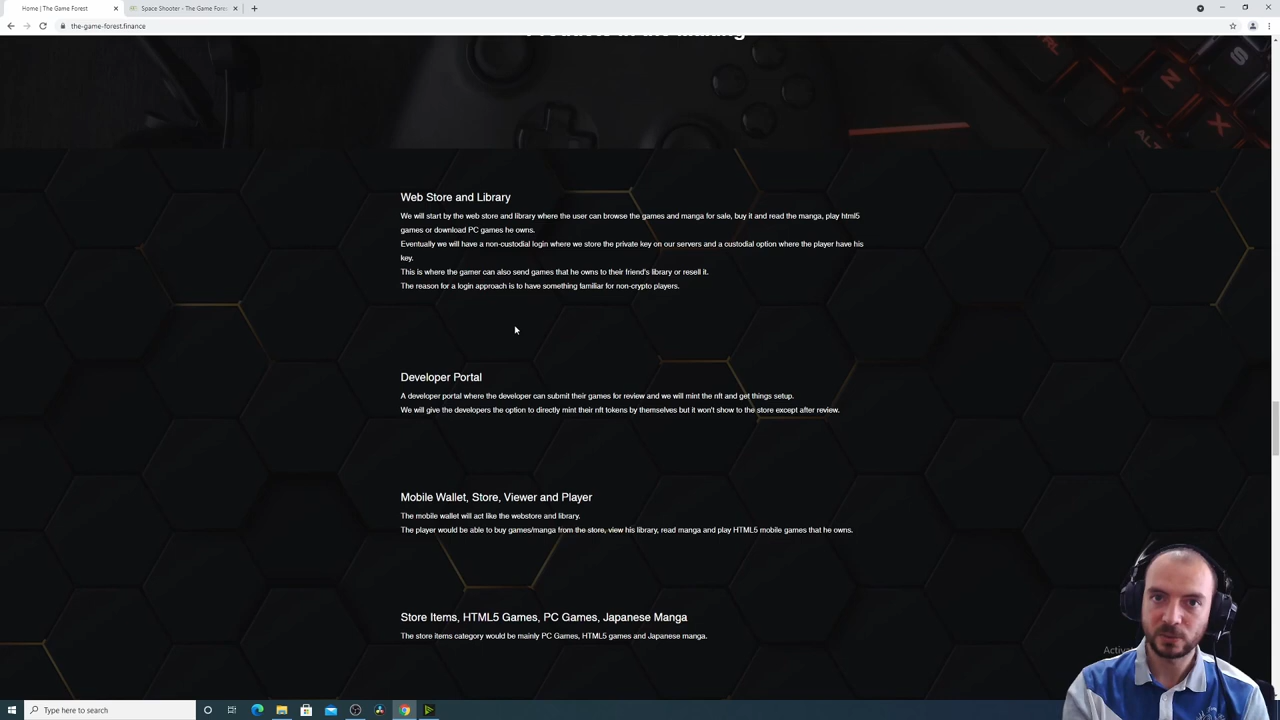 Home | The Game Forest
Space Shooter - The Game Fores
the-game-forest.finance
Products in the making
Web Store and Library
We will start by the web store and library where the user can browse the games and manga for sale, buy it and read the manga, play html5
games or download PC games he owns.
Eventually we will have a non-custodial login where we store the private key on our servers and a custodial option where the player have his
key.
This is where the gamer can also send games that he owns to their friend's library or resell it.
The reason for a login approach is to have something familiar for non-crypto players.
Developer Portal
A developer portal where the developer can submit their games for review and we will mint the nft and get things setup.
We will give the developers the option to directly mint their nft tokens by themselves but it won't show to the store except after review.
Mobile Wallet, Store, Viewer and Player
The mobile wallet will act like the webstore and library.
The player would be able to buy games/manga from the store, view his library, read manga and play HTML5 mobile games that he owns.
Store Items, HTML5 Games, PC Games, Japanese Manga
The store items category would be mainly PC Games, HTML5 games and Japanese manga.
Type here to search